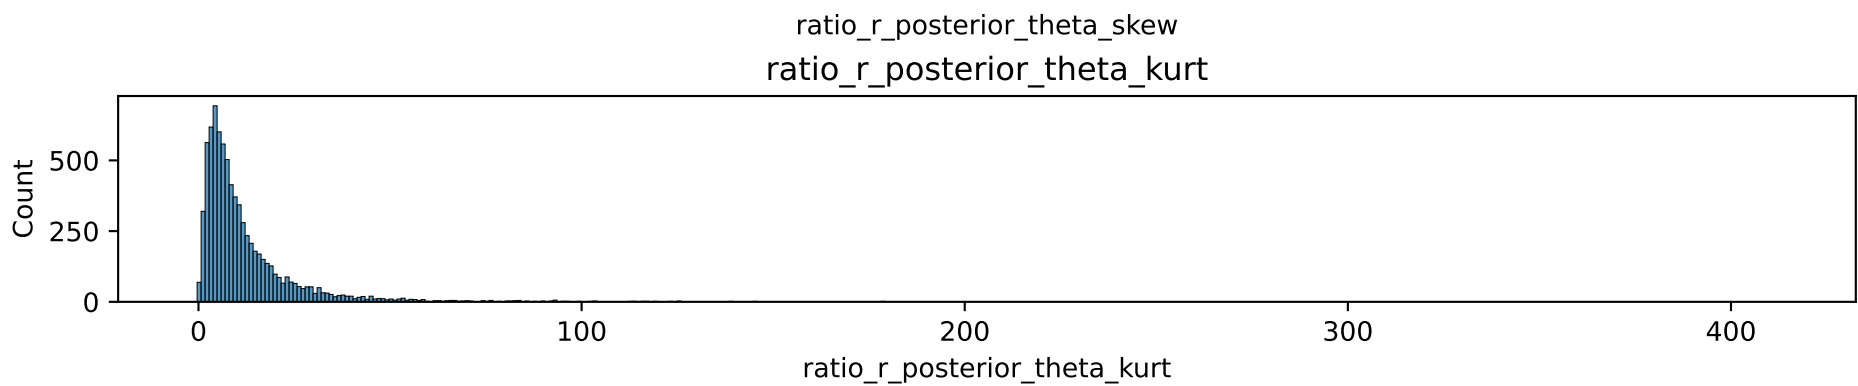 ratio_r_posterior_theta_skew
ratio_r_posterior_theta_kurt
Count
500
250
0
0 100 200 300 400
ratio_r_posterior_theta_kurt